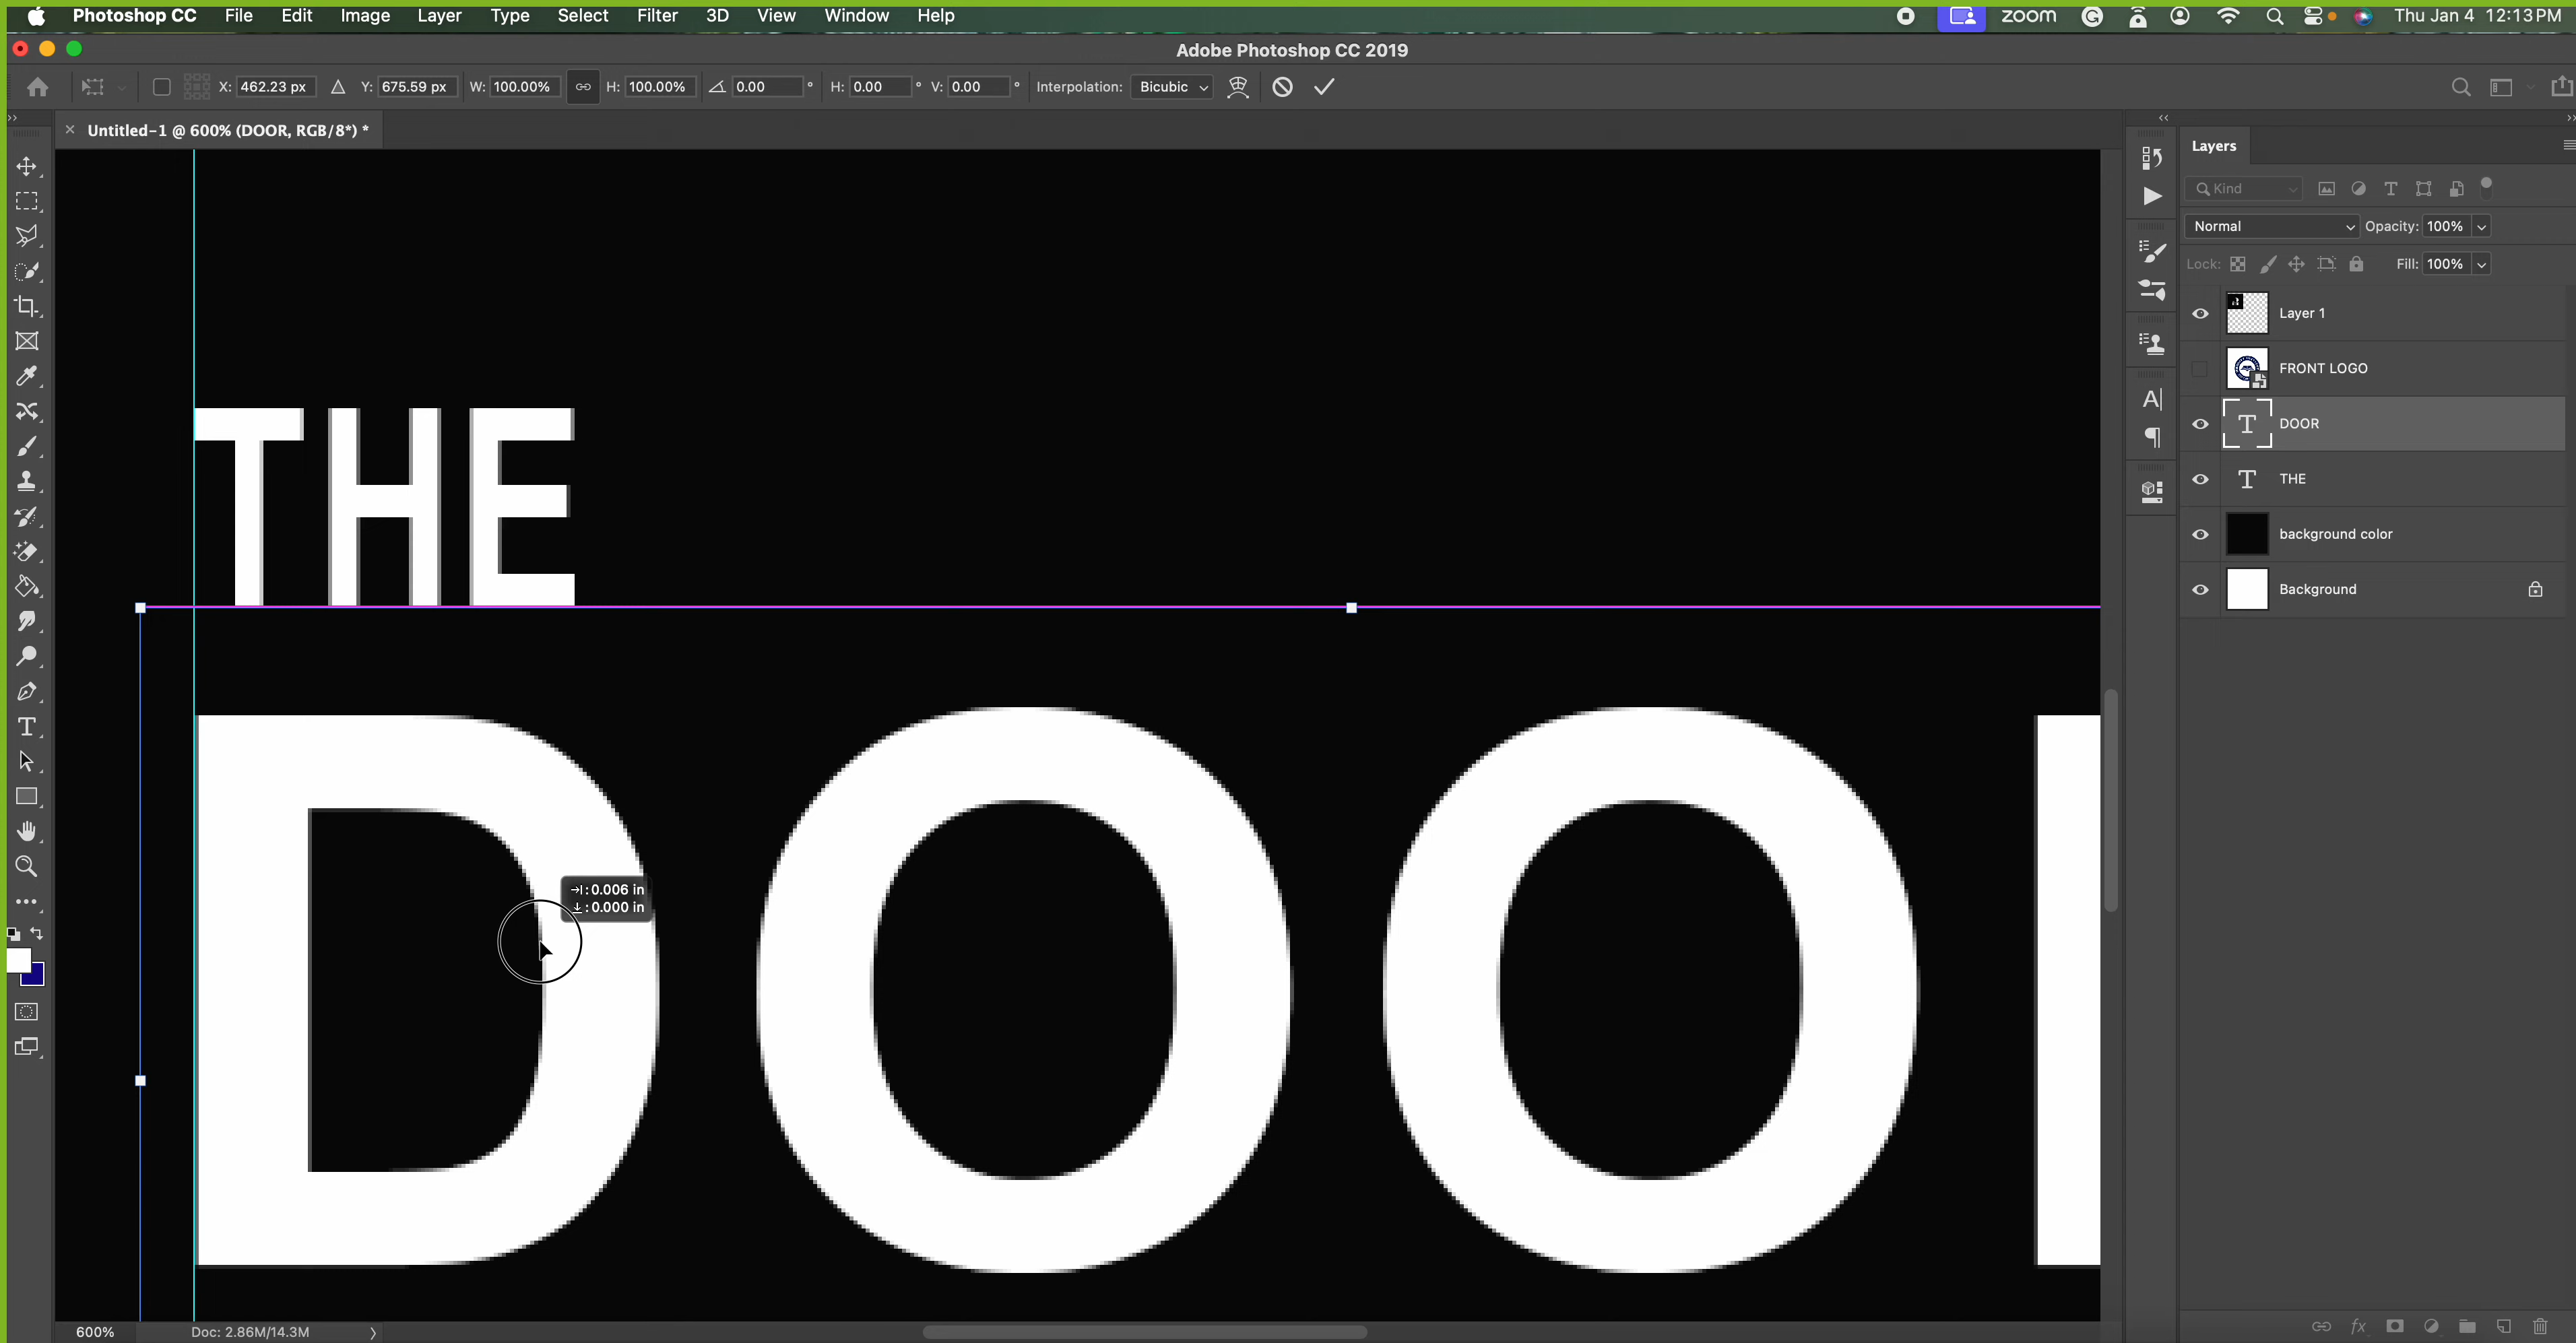 Photoshop CC File Edit Image Layer Type Select Filter 3D View Window Help zoom Thu Jan 4 12:13 PM
Adobe Photoshop CC 2019
X: 462.23 px Y: 675.59 px W: 100.00% H: 100.00% 0.00 ° H: 0.00 ° V: 0.00 ° Interpolation: Bicubic
Untitled-1 @ 600% (DOOR, RGB/8*) *
Layers
Kind
Normal Opacity: 100%
Lock: Fill: 100%
Layer 1
FRONT LOGO
DOOR
THE
background color
Background
THE
DOO
: 0.006 in
: 0.000 in
600% Doc: 2.86M/14.3M